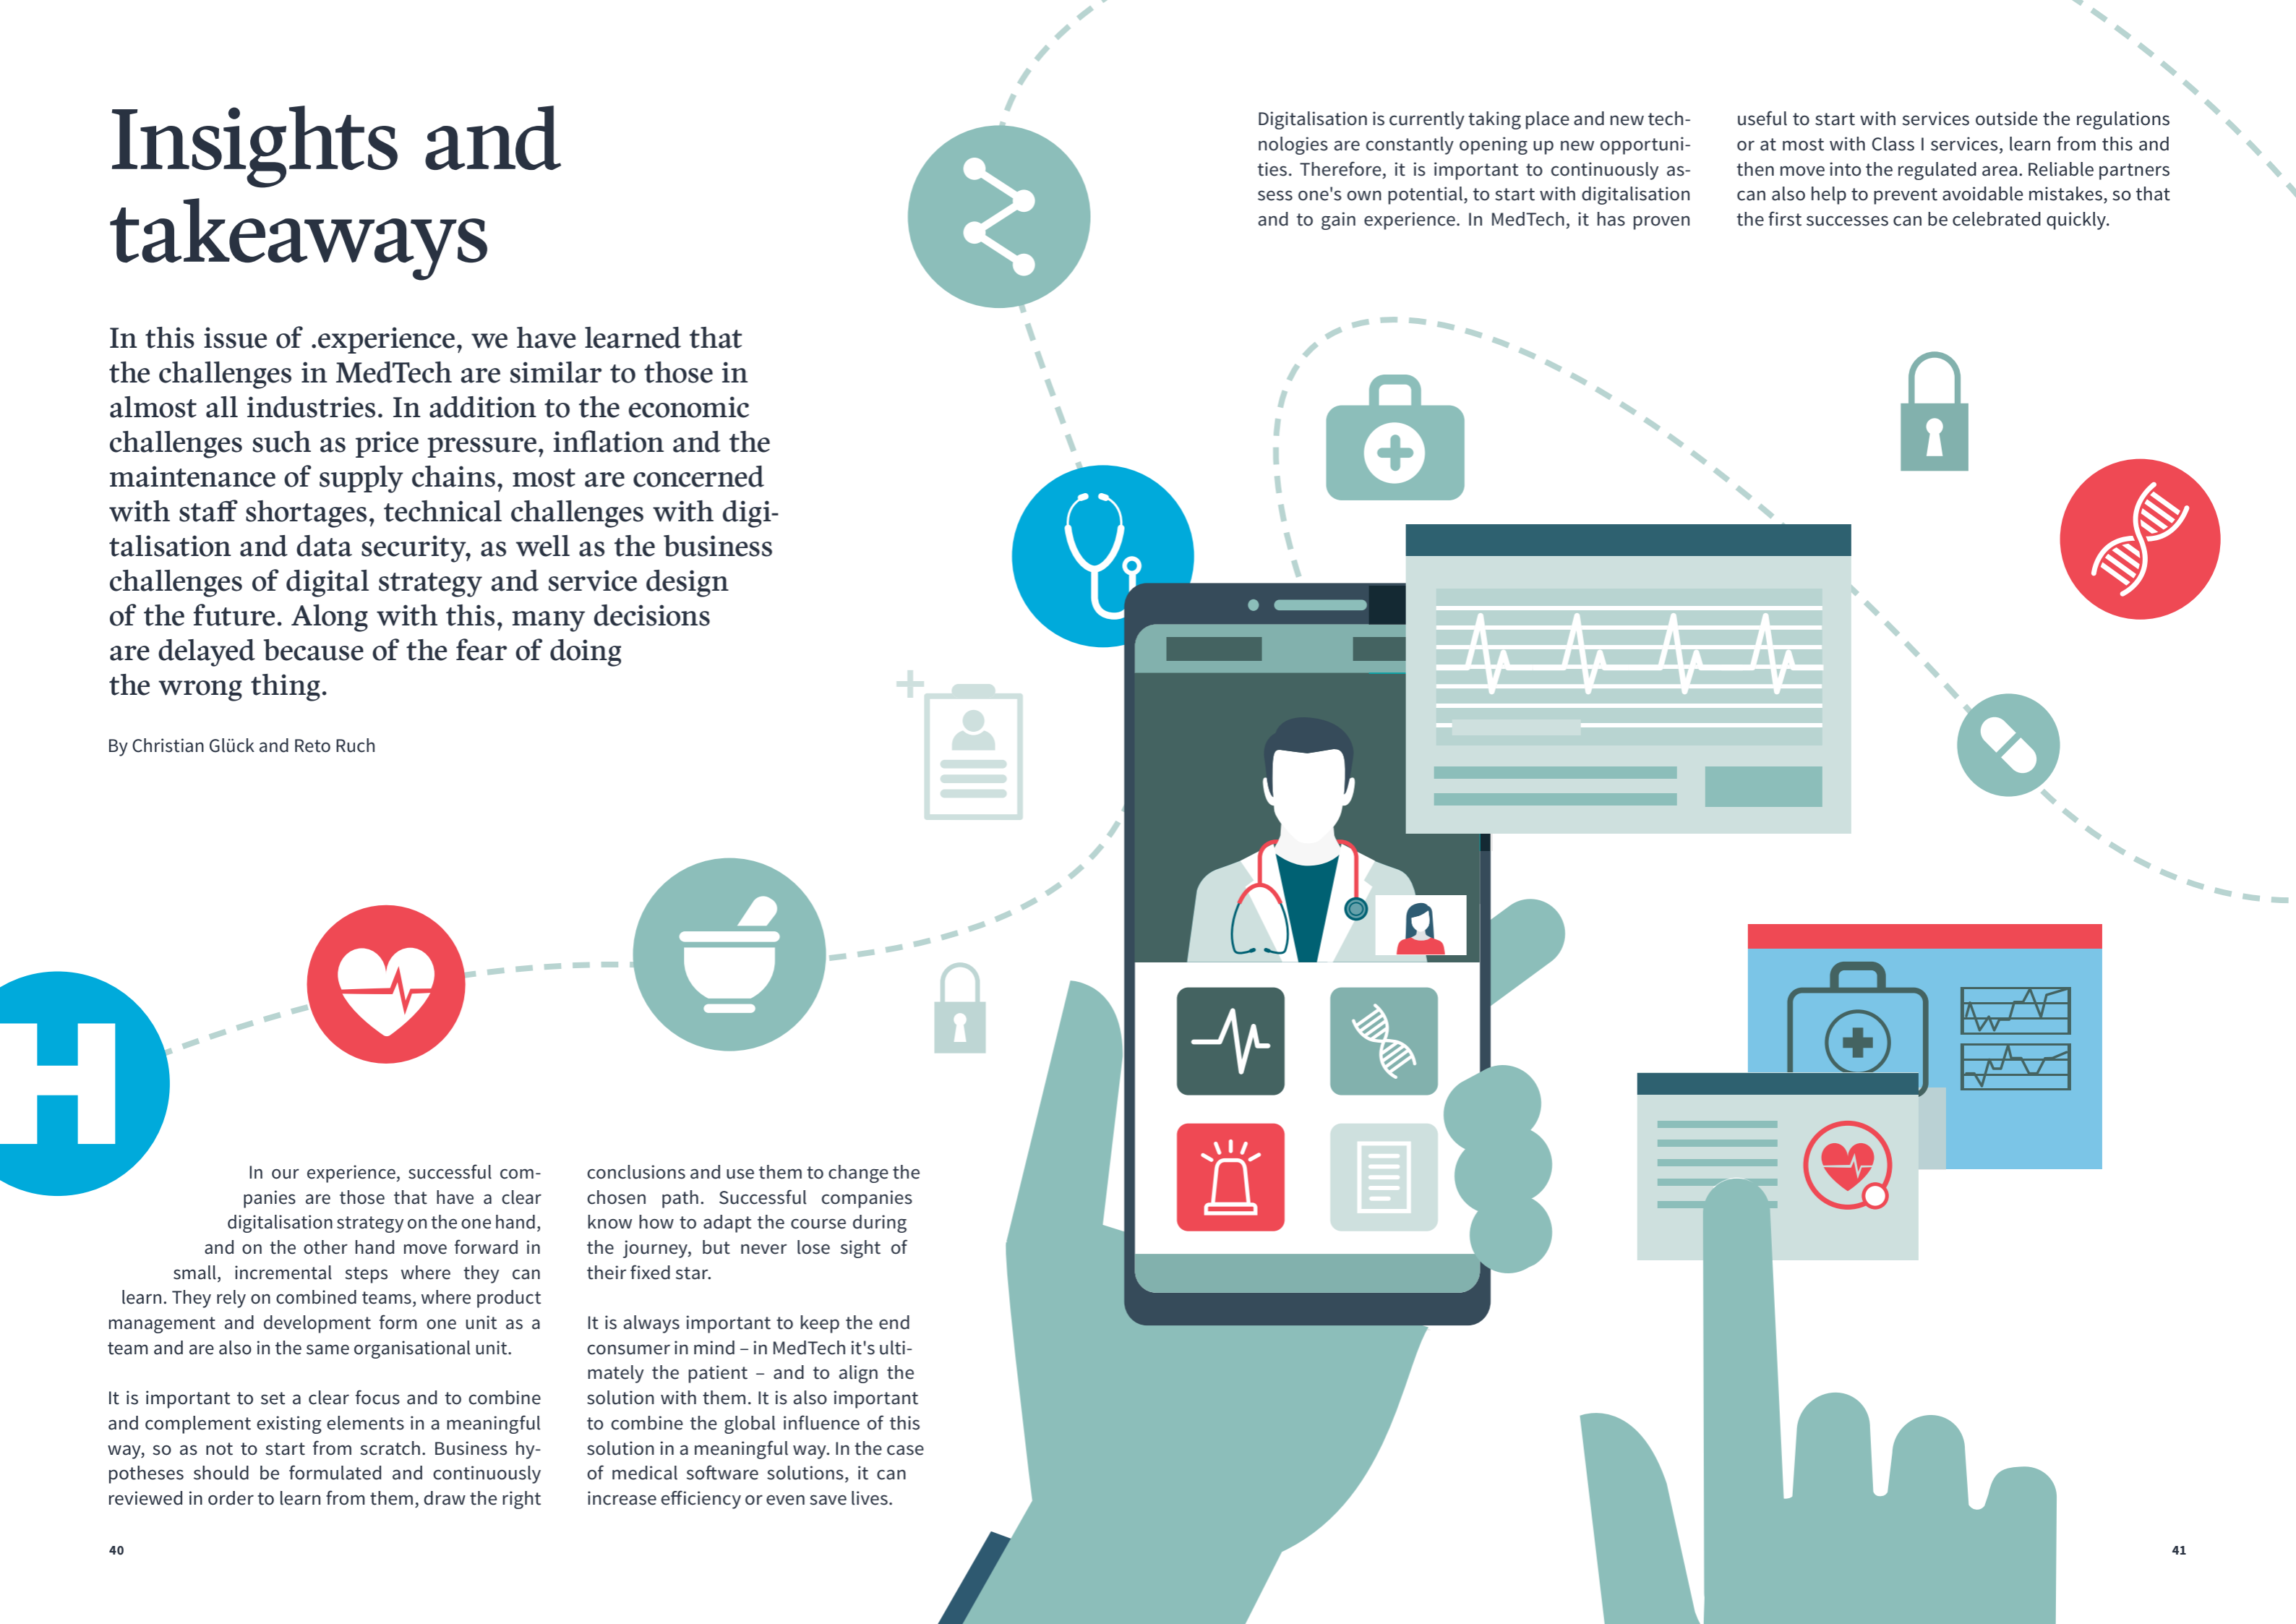 Insights and
takeaways
In this issue of .experience, we have learned that
the challenges in MedTech are similar to those in
almost all industries. In addition to the economic
challenges such as price pressure, inflation and the
maintenance of supply chains, most are concerned
with staff shortages, technical challenges with digi-
talisation and data security, as well as the business
challenges of digital strategy and service design
of the future. Along with this, many decisions
are delayed because of the fear of doing
the wrong thing.
By Christian Glück and Reto Ruch
H
In our experience, successful com-
panies are those that have a clear
digitalisation strategy on the one hand,
and on the other hand move forward in
small, incremental steps where they can
learn. They rely on combined teams, where product
management and development form one unit as a
team and are also in the same organisational unit.
It is important to set a clear focus and to combine
and complement existing elements in a meaningful
way, so as not to start from scratch. Business hy-
potheses should be formulated and continuously
reviewed in order to learn from them, draw the right
conclusions and use them to change the
chosen path. Successful companies
know how to adapt the course during
the journey, but never lose sight of
their fixed star.
It is always important to keep the end
consumer in mind – in MedTech it's ulti-
mately the patient – and to align the
solution with them. It is also important
to combine the global influence of this
solution in a meaningful way. In the case
of medical software solutions, it can
increase efficiency or even save lives.
40
Digitalisation is currently taking place and new tech-
nologies are constantly opening up new opportuni-
ties. Therefore, it is important to continuously as-
sess one's own potential, to start with digitalisation
and to gain experience. In MedTech, it has proven
useful to start with services outside the regulations
or at most with Class I services, learn from this and
then move into the regulated area. Reliable partners
can also help to prevent avoidable mistakes, so that
the first successes can be celebrated quickly.
41